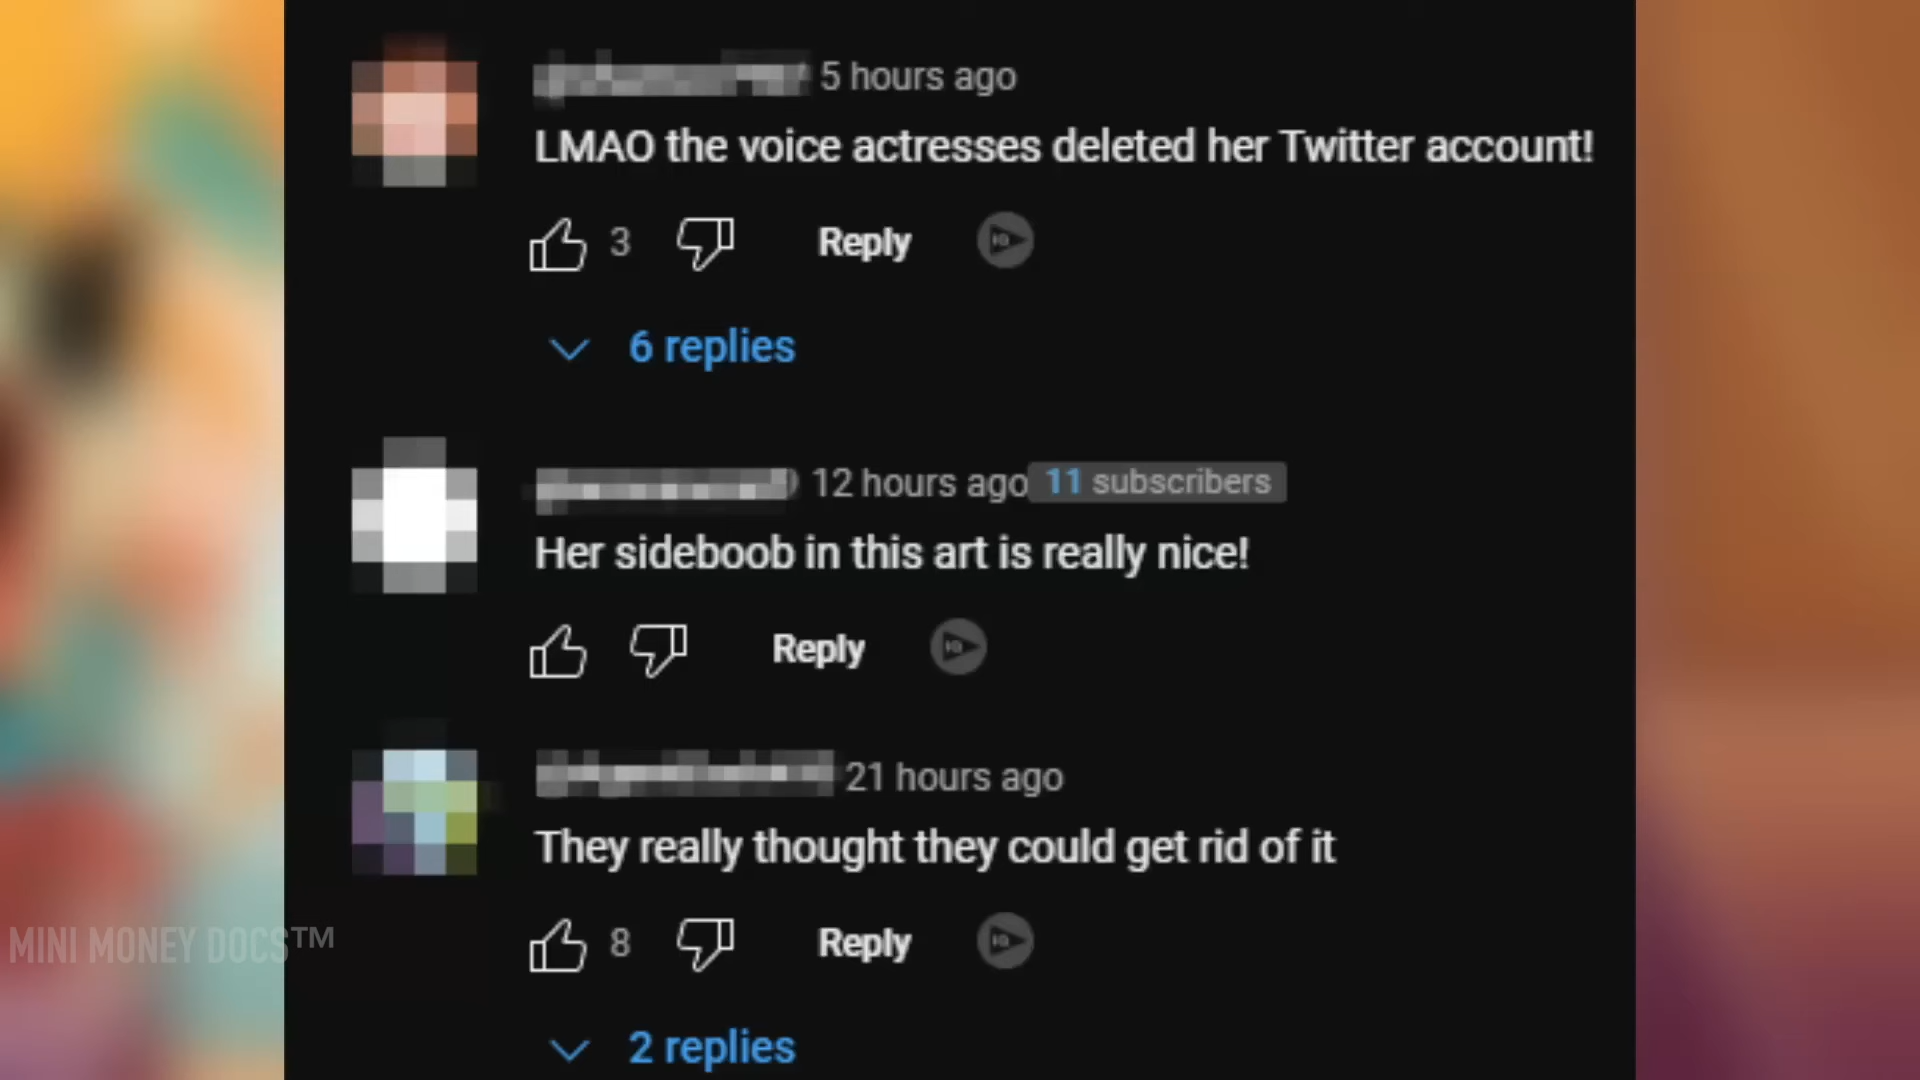 5 hours ago
LMAO the voice actresses deleted her Twitter account!
3 Reply
6 replies
12 hours ago 11 subscribers
Her sideboob in this art is really nice!
Reply
21 hours ago
They really thought they could get rid of it
MINI MONEY DOCS™
8 Reply
2 replies